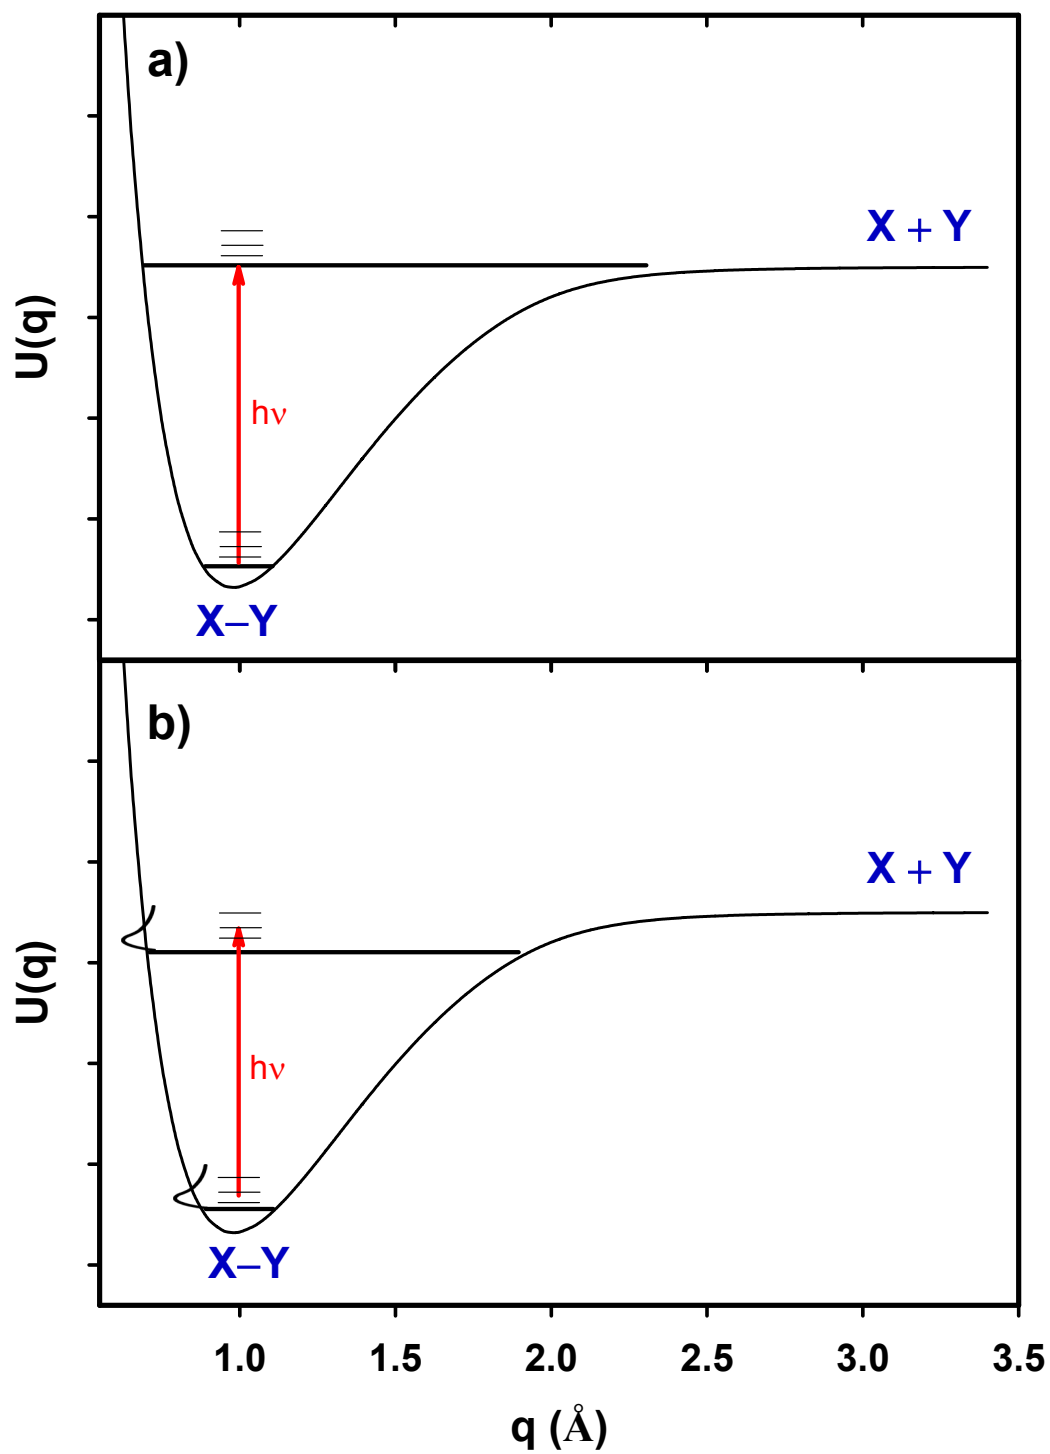 a)
X + Y
U(q)
hν
X–Y
b)
X + Y
U(q)
hν
X–Y
1.0 1.5 2.0 2.5 3.0 3.5
q (Å)